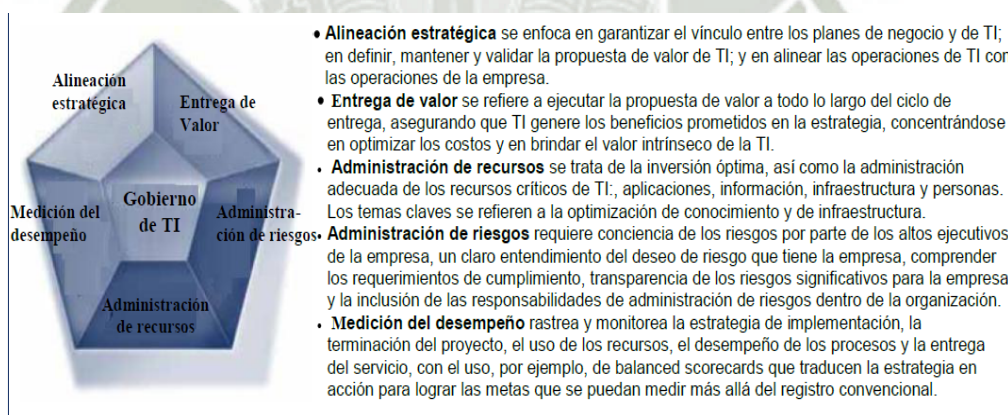 Alineación
estratégica
Entrega de
Valor
Medición del
desempeño
Gobierno
de TI
Administra-
ción de riesgos
Administración
de recursos
• Alineación estratégica se enfoca en garantizar el vínculo entre los planes de negocio y de TI;
en definir, mantener y validar la propuesta de valor de TI; y en alinear las operaciones de TI con
las operaciones de la empresa.
• Entrega de valor se refiere a ejecutar la propuesta de valor a todo lo largo del ciclo de
entrega, asegurando que TI genere los beneficios prometidos en la estrategia, concentrándose
en optimizar los costos y en brindar el valor intrínseco de la TI.
• Administración de recursos se trata de la inversión óptima, así como la administración
adecuada de los recursos críticos de TI:, aplicaciones, información, infraestructura y personas.
Los temas claves se refieren a la optimización de conocimiento y de infraestructura.
• Administración de riesgos requiere conciencia de los riesgos por parte de los altos ejecutivos
de la empresa, un claro entendimiento del deseo de riesgo que tiene la empresa, comprender
los requerimientos de cumplimiento, transparencia de los riesgos significativos para la empresa
y la inclusión de las responsabilidades de administración de riesgos dentro de la organización.
• Medición del desempeño rastrea y monitorea la estrategia de implementación, la
terminación del proyecto, el uso de los recursos, el desempeño de los procesos y la entrega
del servicio, con el uso, por ejemplo, de balanced scorecards que traducen la estrategia en
acción para lograr las metas que se puedan medir más allá del registro convencional.